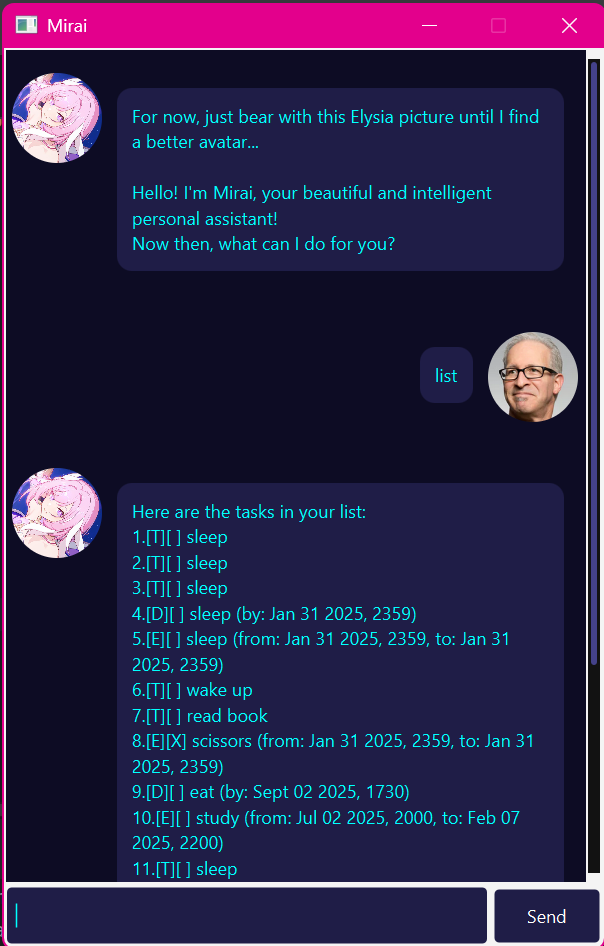 Mirai
For now, just bear with this Elysia picture until I find
a better avatar...
Hello! I'm Mirai, your beautiful and intelligent
personal assistant!
Now then, what can I do for you?
list
Here are the tasks in your list:
1.[T][ ] sleep
2.[T][ ] sleep
3.[T][ ] sleep
4.[D][ ] sleep (by: Jan 31 2025, 2359)
5.[E][ ] sleep (from: Jan 31 2025, 2359, to: Jan 31
2025, 2359)
6.[T][ ] wake up
7.[T][ ] read book
8.[E][X] scissors (from: Jan 31 2025, 2359, to: Jan 31
2025, 2359)
9.[D][ ] eat (by: Sept 02 2025, 1730)
10.[E][ ] study (from: Jul 02 2025, 2000, to: Feb 07
2025, 2200)
11.[T][ ] sleep
Send